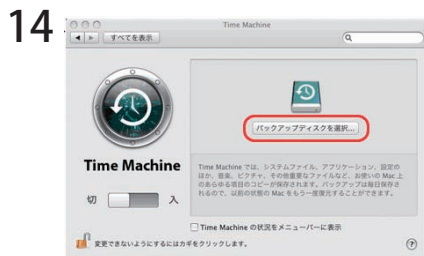 14
Time Machine
すべてを表示
バックアップディスクを選択...
Time Machine
Time Machine では、システムファイル、アプリケーション、設定の
ほか、音楽、ピクチャ、その他重要なファイルなど、お使いの Mac 上
のあらゆる項目のコピーが保存されます。バックアップは毎日保存さ
れるので、以前の状態の Mac をもう一度復元することができます。
切 入
Time Machine の状況をメニューバーに表示
変更できないようにするにはカギをクリックします。
?